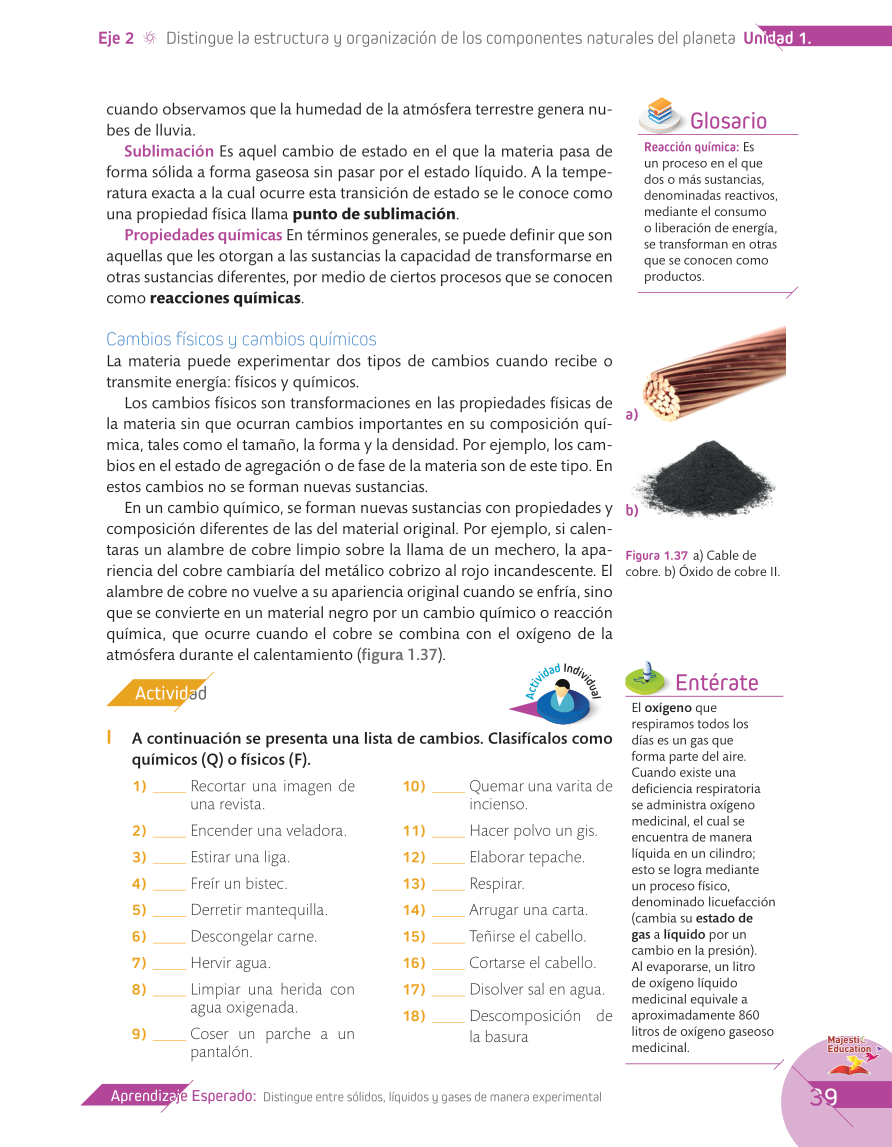 Eje 2 Distingue la estructura y organización de los componentes naturales del planeta Unidad 1.
cuando observamos que la humedad de la atmósfera terrestre genera nu-
bes de lluvia.
Sublimación Es aquel cambio de estado en el que la materia pasa de
forma sólida a forma gaseosa sin pasar por el estado líquido. A la tempe-
ratura exacta a la cual ocurre esta transición de estado se le conoce como
una propiedad física llama punto de sublimación.
Propiedades químicas En términos generales, se puede definir que son
aquellas que les otorgan a las sustancias la capacidad de transformarse en
otras sustancias diferentes, por medio de ciertos procesos que se conocen
como reacciones químicas.
Cambios físicos y cambios químicos
La materia puede experimentar dos tipos de cambios cuando recibe o
transmite energía: físicos y químicos.
Los cambios físicos son transformaciones en las propiedades físicas de
la materia sin que ocurran cambios importantes en su composición quí-
mica, tales como el tamaño, la forma y la densidad. Por ejemplo, los cam-
bios en el estado de agregación o de fase de la materia son de este tipo. En
estos cambios no se forman nuevas sustancias.
En un cambio químico, se forman nuevas sustancias con propiedades y
composición diferentes de las del material original. Por ejemplo, si calen-
taras un alambre de cobre limpio sobre la llama de un mechero, la apa-
riencia del cobre cambiaría del metálico cobrizo al rojo incandescente. El
alambre de cobre no vuelve a su apariencia original cuando se enfría, sino
que se convierte en un material negro por un cambio químico o reacción
química, que ocurre cuando el cobre se combina con el oxígeno de la
atmósfera durante el calentamiento (figura 1.37).
Glosario
Reacción química: Es
un proceso en el que
dos o más sustancias,
denominadas reactivos,
mediante el consumo
o liberación de energía,
se transforman en otras
que se conocen como
productos.
a)
b)
Figura 1.37 a) Cable de
cobre. b) Óxido de cobre II.
Actividad
Actividad Individual
I A continuación se presenta una lista de cambios. Clasifícalos como
químicos (Q) o físicos (F).
1) ____ Recortar una imagen de
una revista.
2) ____ Encender una veladora.
3) ____ Estirar una liga.
4) ____ Freír un bistec.
5) ____ Derretir mantequilla.
6) ____ Descongelar carne.
7) ____ Hervir agua.
8) ____ Limpiar una herida con
agua oxigenada.
9) ____ Coser un parche a un
pantalón.
10) ____ Quemar una varita de
incienso.
11) ____ Hacer polvo un gis.
12) ____ Elaborar tepache.
13) ____ Respirar.
14) ____ Arrugar una carta.
15) ____ Teñirse el cabello.
16) ____ Cortarse el cabello.
17) ____ Disolver sal en agua.
18) ____ Descomposición de
la basura
Entérate
El oxígeno que
respiramos todos los
días es un gas que
forma parte del aire.
Cuando existe una
deficiencia respiratoria
se administra oxígeno
medicinal, el cual se
encuentra de manera
líquida en un cilindro;
esto se logra mediante
un proceso físico,
denominado licuefacción
(cambia su estado de
gas a líquido por un
cambio en la presión).
Al evaporarse, un litro
de oxígeno líquido
medicinal equivale a
aproximadamente 860
litros de oxígeno gaseoso
medicinal.
Majestic
Education
Aprendizaje Esperado: Distingue entre sólidos, líquidos y gases de manera experimental
39